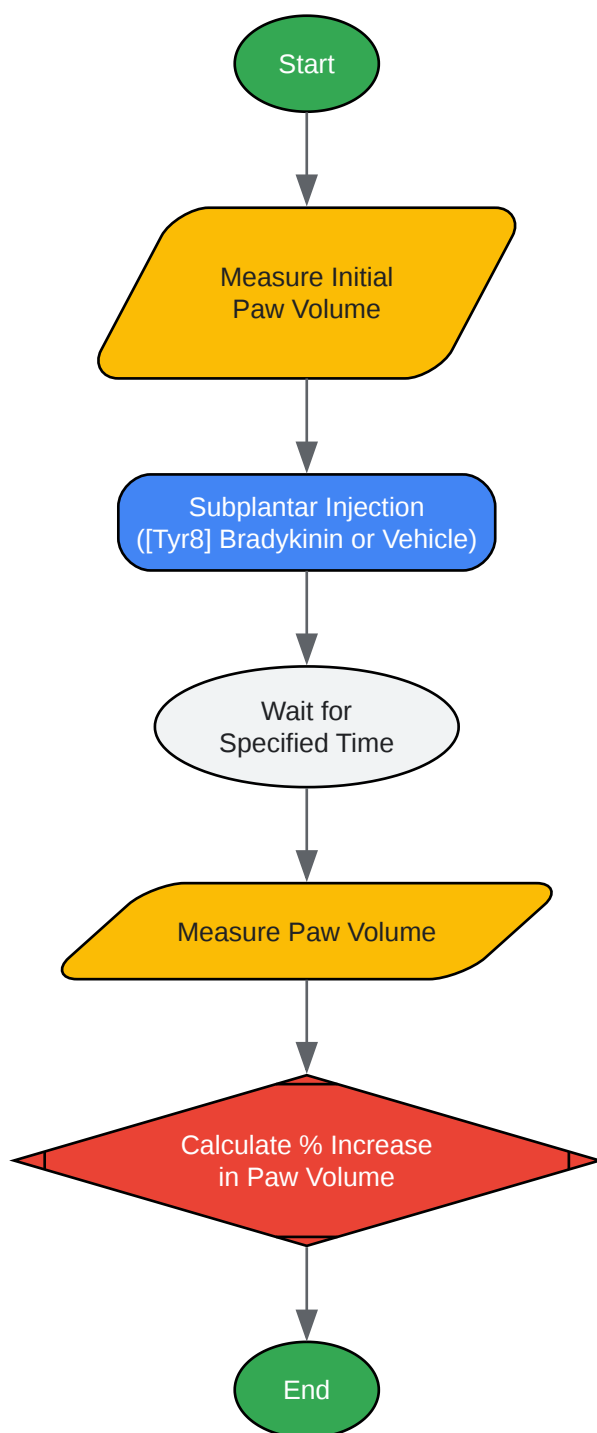 Start
Measure Initial
Paw Volume
Subplantar Injection
([Tyr8] Bradykinin or Vehicle)
Wait for
Specified Time
Measure Paw Volume
Calculate % Increase
in Paw Volume
End